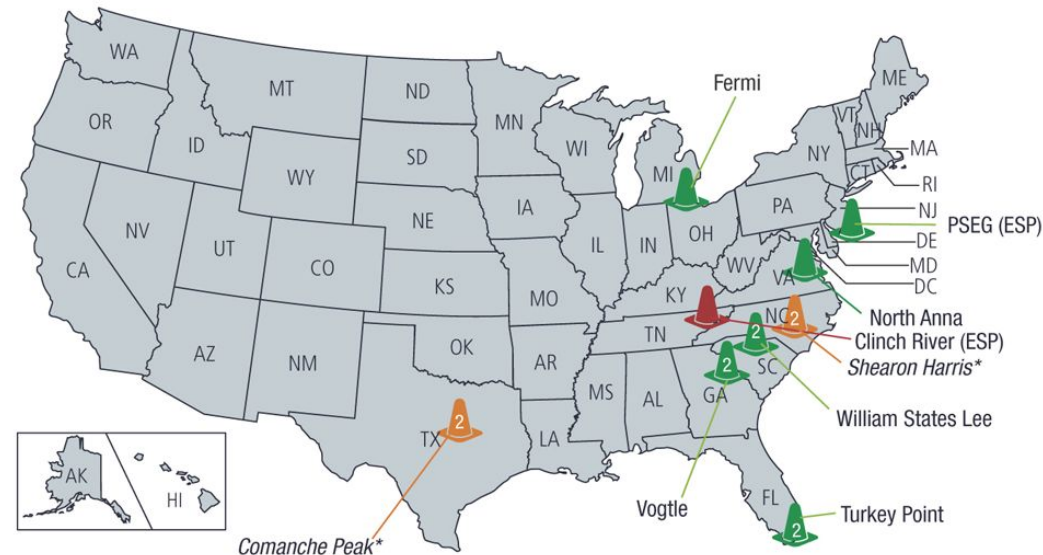 WA
OR
CA
NV
ID
MT
WY
UT
AZ
CO
NM
ND
SD
NE
KS
OK
TX
MN
IA
MO
AR
LA
WI
IL
IN
MI
OH
KY
TN
MS
AL
GA
FL
SC
NC
VA
WV
PA
NY
VT
NH
ME
MA
CT
RI
NJ
DE
MD
DC
AK
HI
Fermi
PSEG (ESP)
North Anna
Clinch River (ESP)
2
Shearon Harris*
2
William States Lee
2
Vogtle
2
Turkey Point
2
Comanche Peak*